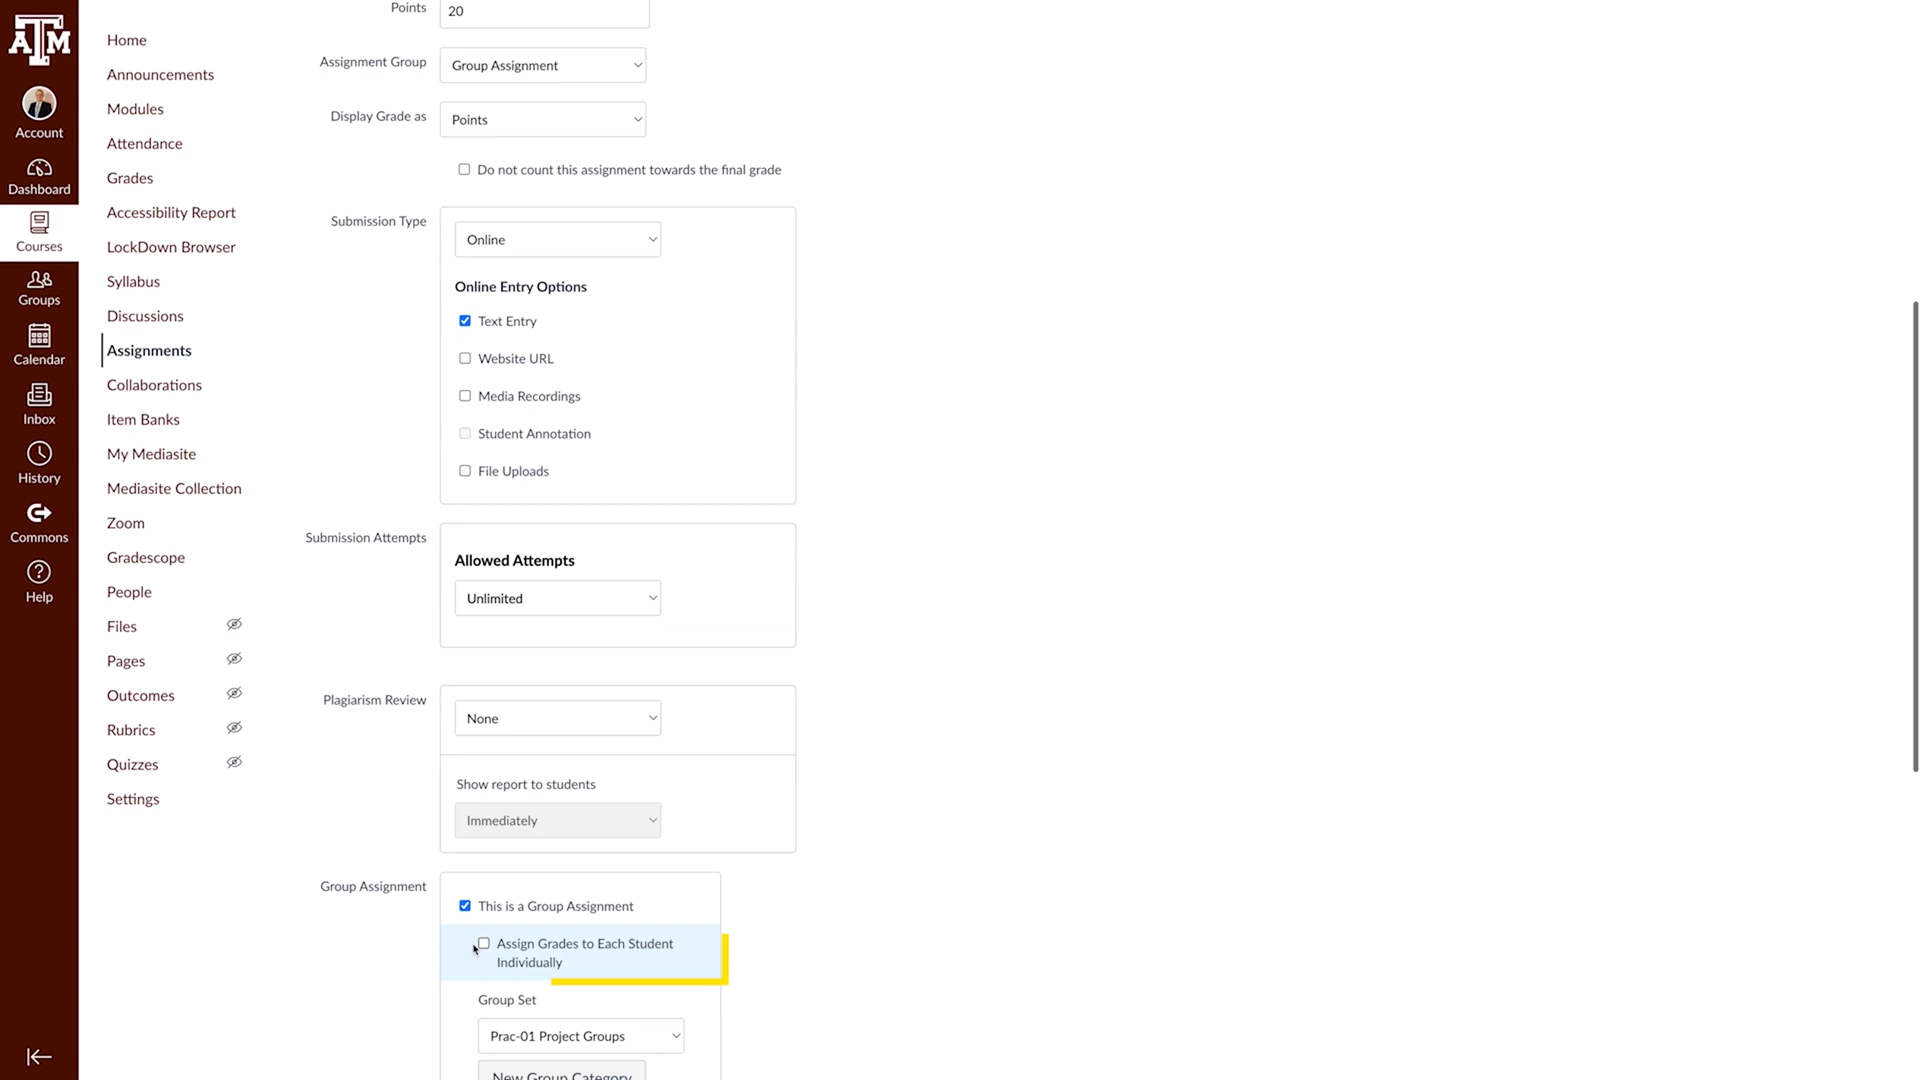 ATM
Account
Dashboard
Courses
Groups
Calendar
Inbox
History
Commons
Help
Home
Announcements
Modules
Attendance
Grades
Accessibility Report
LockDown Browser
Syllabus
Discussions
Assignments
Collaborations
Item Banks
My Mediasite
Mediasite Collection
Zoom
Gradescope
People
Files
Pages
Outcomes
Rubrics
Quizzes
Settings
Points 20
Assignment Group Group Assignment
Display Grade as Points
Do not count this assignment towards the final grade
Submission Type Online
Online Entry Options
Text Entry
Website URL
Media Recordings
Student Annotation
File Uploads
Submission Attempts
Allowed Attempts
Unlimited
Plagiarism Review None
Show report to students
Immediately
Group Assignment
This is a Group Assignment
Assign Grades to Each Student
Individually
Group Set
Prac-01 Project Groups
New Group Category